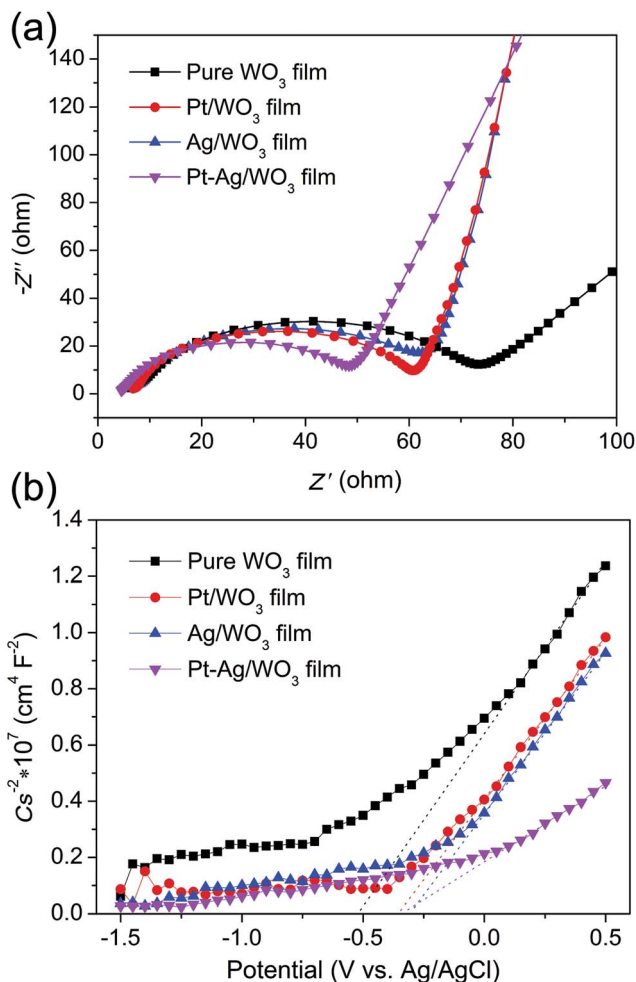 (a)
140
120
100
80
60
40
20
0
-Z″ (ohm)
Pure WO₃ film
Pt/WO₃ film
Ag/WO₃ film
Pt-Ag/WO₃ film
0 20 40 60 80 100
Z′ (ohm)
(b)
1.4
1.2
1.0
0.8
0.6
0.4
0.2
0.0
Cs⁻²*10⁷ (cm⁴ F⁻²)
Pure WO₃ film
Pt/WO₃ film
Ag/WO₃ film
Pt-Ag/WO₃ film
-1.5 -1.0 -0.5 0.0 0.5
Potential (V vs. Ag/AgCl)